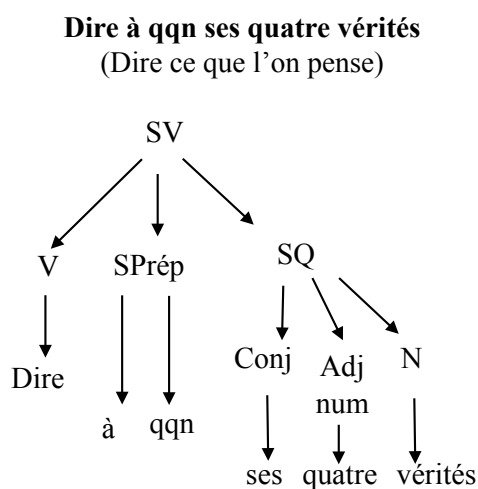 Dire à qqn ses quatre vérités
(Dire ce que l’on pense)
SV
V SPrép SQ
Dire
Conj Adj num N
à qqn
ses quatre vérités